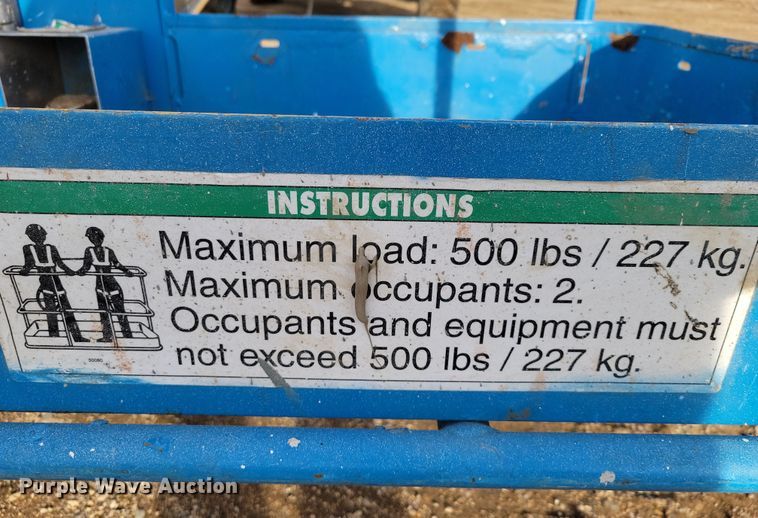 INSTRUCTIONS
Maximum load: 500 lbs / 227 kg.
Maximum occupants: 2.
Occupants and equipment must
not exceed 500 lbs / 227 kg.
Purple Wave Auction